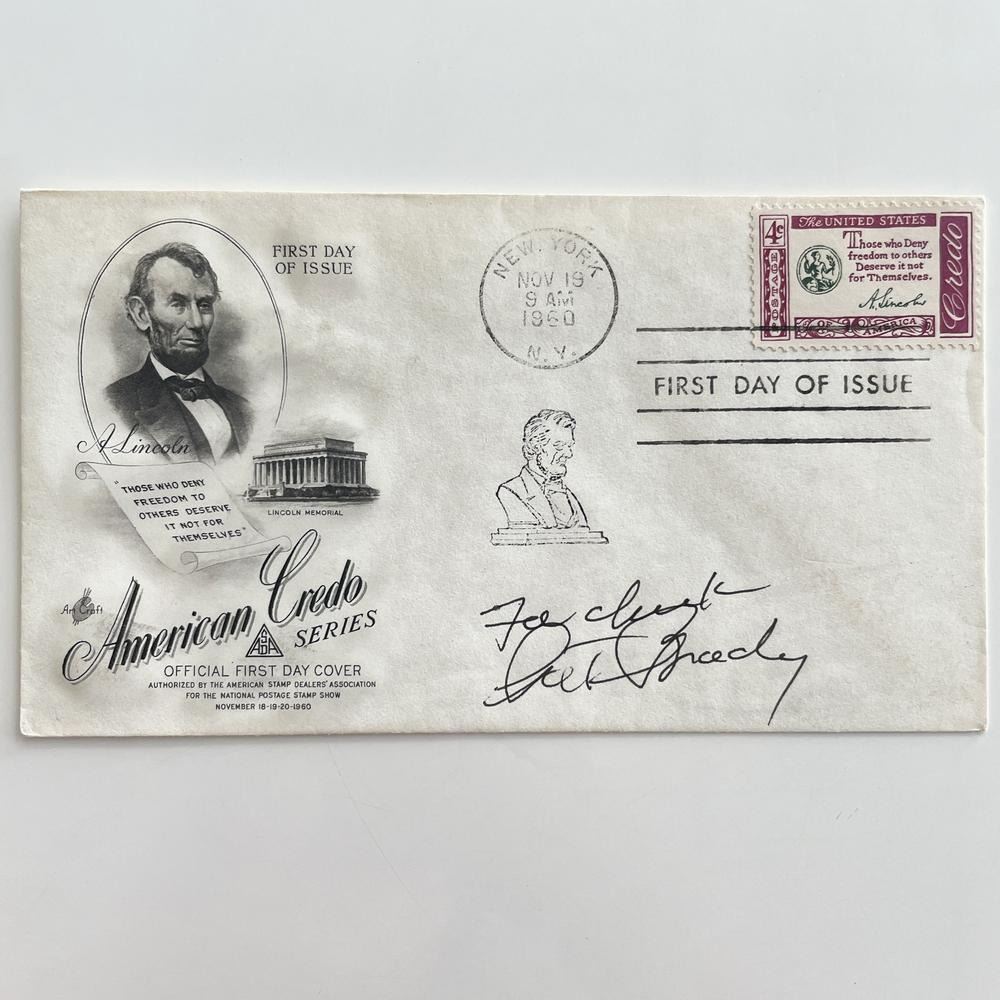 FIRST DAY
OF ISSUE
A. Lincoln
"THOSE WHO DENY
FREEDOM TO
OTHERS DESERVE
IT NOT FOR
THEMSELVES"
LINCOLN MEMORIAL
Art Craft
American Credo
SERIES
ASDA
OFFICIAL FIRST DAY COVER
AUTHORIZED BY THE AMERICAN STAMP DEALERS' ASSOCIATION
FOR THE NATIONAL POSTAGE STAMP SHOW
NOVEMBER 18-19-20-1960
NEW YORK
NOV 19
9 AM
1960
N.Y.
4¢
The UNITED STATES
POSTAGE
Those who Deny
freedom to others
Deserve it not
for Themselves.
A. Lincoln
OF AMERICA
Credo
FIRST DAY OF ISSUE
For Chuck
Brady